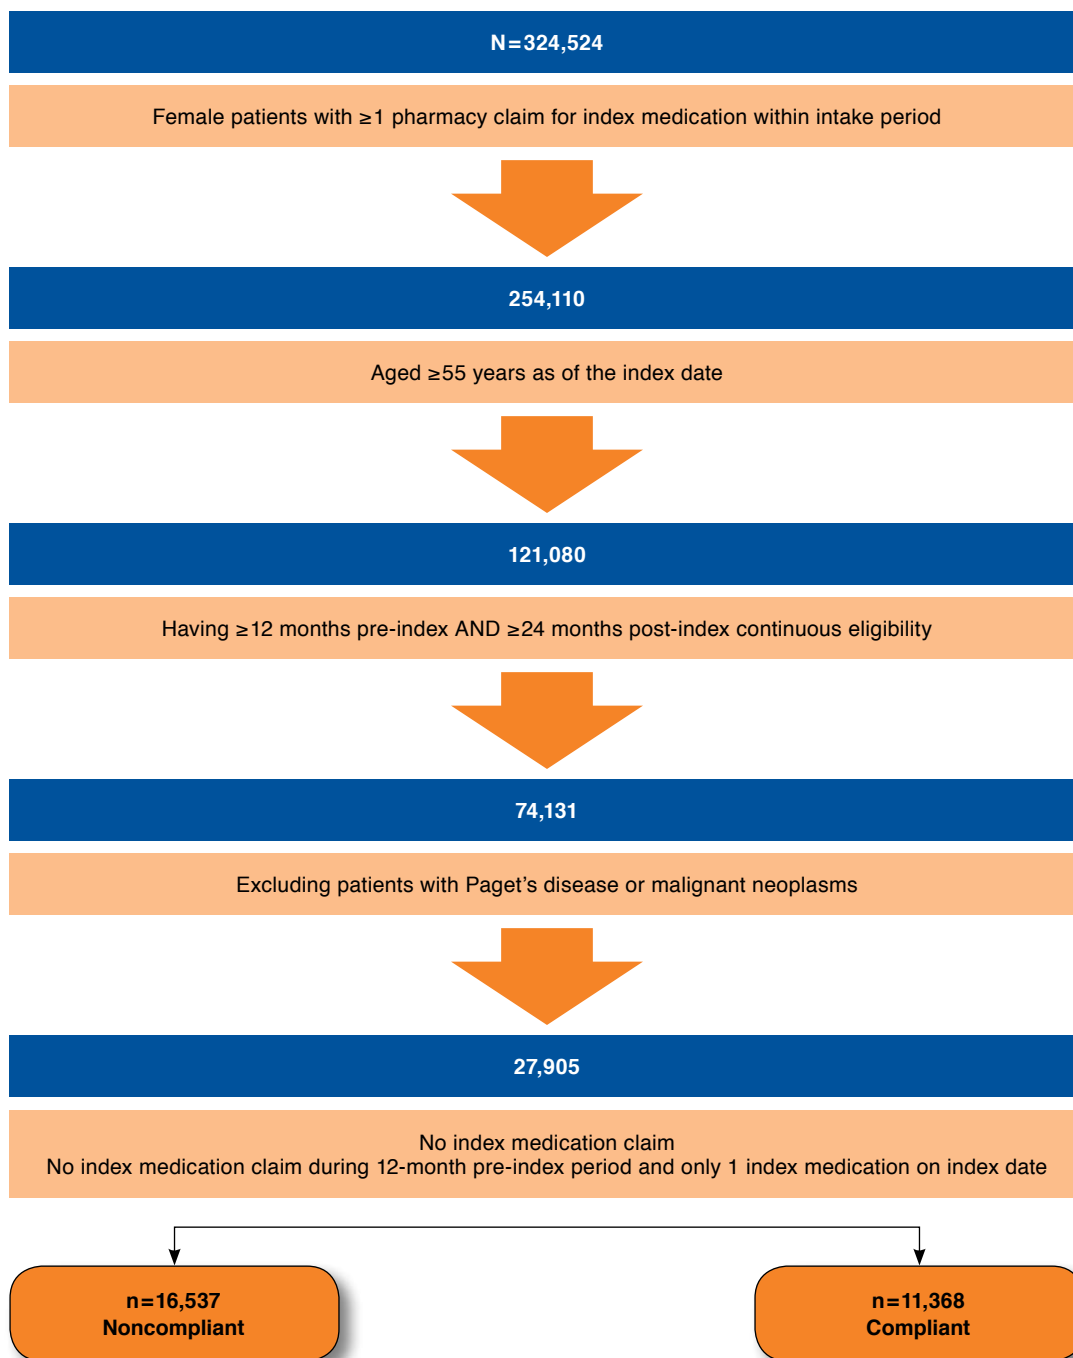 N=324,524
Female patients with ≥1 pharmacy claim for index medication within intake period
254,110
Aged ≥55 years as of the index date
121,080
Having ≥12 months pre-index AND ≥24 months post-index continuous eligibility
74,131
Excluding patients with Paget's disease or malignant neoplasms
27,905
No index medication claim
No index medication claim during 12-month pre-index period and only 1 index medication on index date
n=16,537
Noncompliant
n=11,368
Compliant